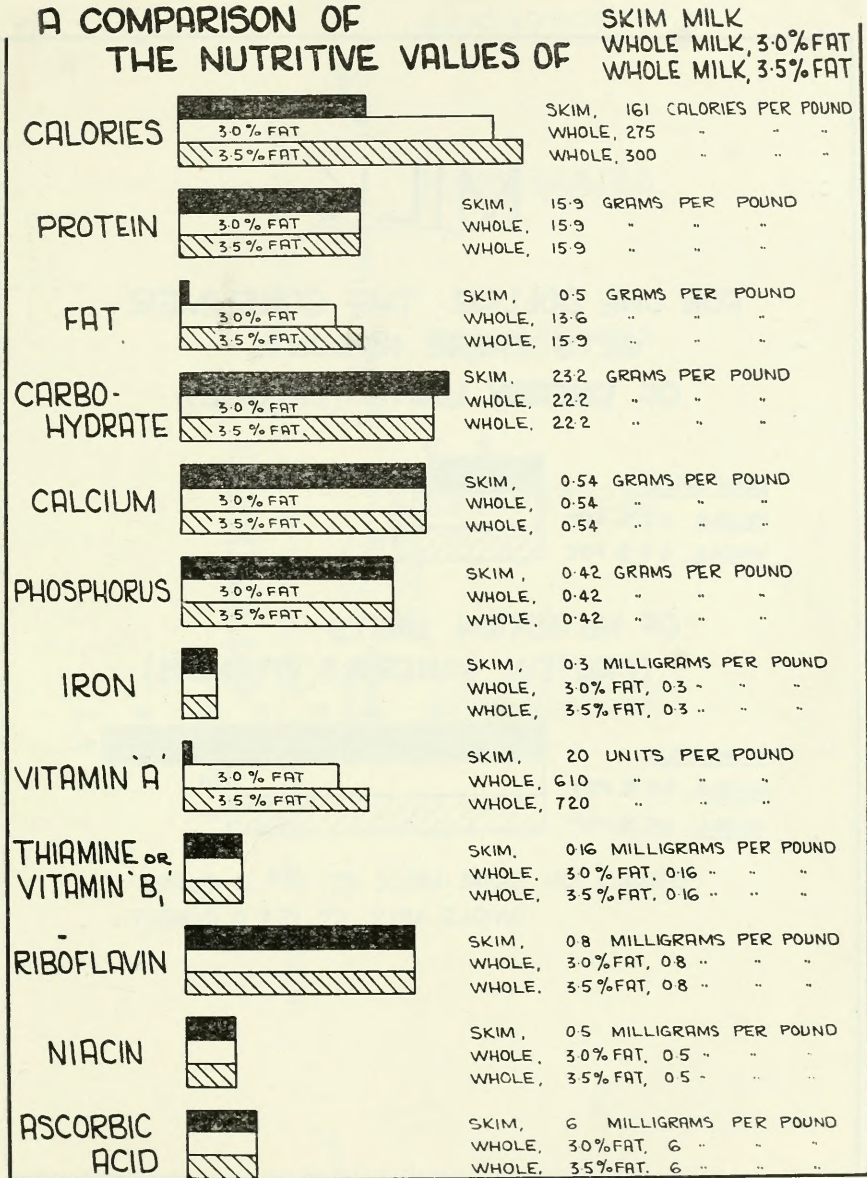 A COMPARISON OF
THE NUTRITIVE VALUES OF
SKIM MILK
WHOLE MILK, 3.0% FAT
WHOLE MILK, 3.5% FAT
CALORIES
3.0% FAT
3.5% FAT
SKIM, 161 CALORIES PER POUND
WHOLE, 275 " " "
WHOLE, 300 " " "
PROTEIN
3.0% FAT
3.5% FAT
SKIM, 15.9 GRAMS PER POUND
WHOLE, 15.9 " " "
WHOLE, 15.9 " " "
FAT
3.0% FAT
3.5% FAT
SKIM, 0.5 GRAMS PER POUND
WHOLE, 13.6 " " "
WHOLE, 15.9 " " "
CARBO-
HYDRATE
3.0% FAT
3.5% FAT
SKIM, 23.2 GRAMS PER POUND
WHOLE, 22.2 " " "
WHOLE, 22.2 " " "
CALCIUM
3.0% FAT
3.5% FAT
SKIM, 0.54 GRAMS PER POUND
WHOLE, 0.54 " " "
WHOLE, 0.54 " " "
PHOSPHORUS
3.0% FAT
3.5% FAT
SKIM, 0.42 GRAMS PER POUND
WHOLE, 0.42 " " "
WHOLE, 0.42 " " "
IRON
SKIM, 0.3 MILLIGRAMS PER POUND
WHOLE, 3.0% FAT, 0.3 " " "
WHOLE, 3.5% FAT, 0.3 " " "
VITAMIN 'A'
3.0% FAT
3.5% FAT
SKIM, 20 UNITS PER POUND
WHOLE, 610 " " "
WHOLE, 720 " " "
THIAMINE OR
VITAMIN 'B₁'
SKIM, 0.16 MILLIGRAMS PER POUND
WHOLE, 3.0% FAT, 0.16 " " "
WHOLE, 3.5% FAT, 0.16 " " "
RIBOFLAVIN
SKIM, 0.8 MILLIGRAMS PER POUND
WHOLE, 3.0% FAT, 0.8 " " "
WHOLE, 3.5% FAT, 0.8 " " "
NIACIN
SKIM, 0.5 MILLIGRAMS PER POUND
WHOLE, 3.0% FAT, 0.5 " " "
WHOLE, 3.5% FAT, 0.5 " " "
ASCORBIC
ACID
SKIM, 6 MILLIGRAMS PER POUND
WHOLE, 3.0% FAT, 6 " " "
WHOLE, 3.5% FAT, 6 " " "